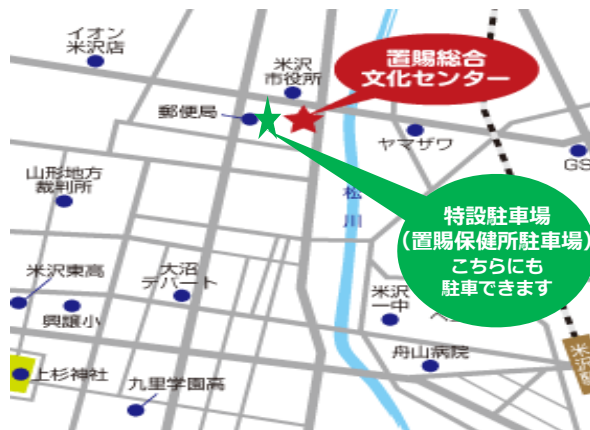 イオン
米沢店
米沢
市役所
置賜総合
文化センター
郵便局
ヤマザワ
GS
山形地方
裁判所
松
川
特設駐車場
（置賜保健所駐車場）
こちらにも
駐車できます
米沢東高
大沼
デパート
米沢
一中
興譲小
舟山病院
上杉神社
九里学園高
米沢